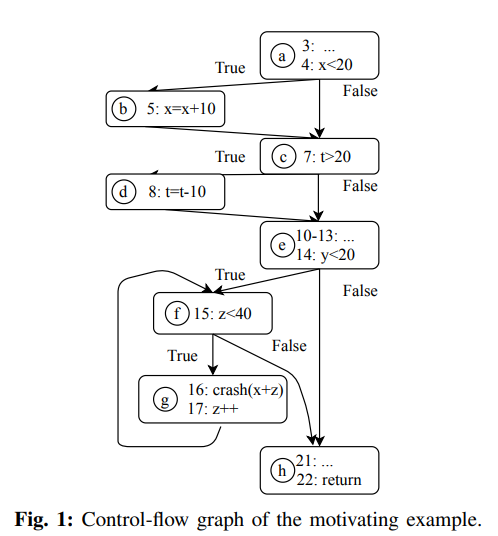 a
3: ...
4: x<20
True
False
b
5: x=x+10
True
c
7: t>20
False
d
8: t=t-10
e
10-13: ...
14: y<20
True
False
f
15: z<40
True
False
g
16: crash(x+z)
17: z++
h
21: ...
22: return
Fig. 1: Control-flow graph of the motivating example.